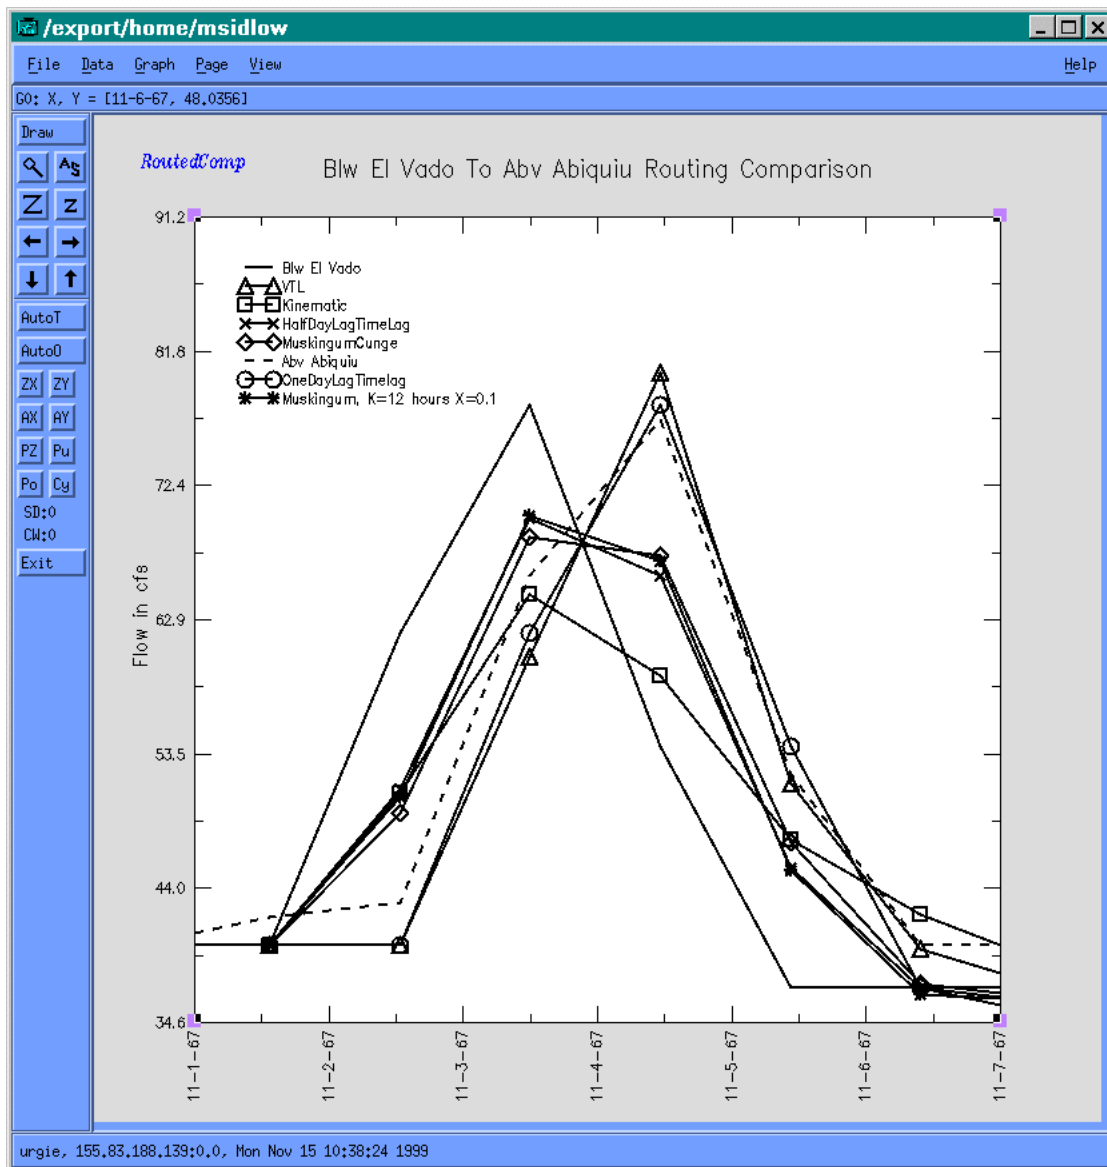 /export/home/msidlow
File Data Graph Page View Help
GO: X, Y = [11-6-67, 48.0356]
Draw
A S
Z z
AutoT
AutoO
ZX ZY
AX AY
PZ Pu
Po Cy
SD:0
CW:0
Exit
RoutedComp
Blw El Vado To Abv Abiquiu Routing Comparison
Blw El Vado
VTL
Kinematic
HalfDayLagTimeLag
MuskingumCunge
Abv Abiquiu
OneDayLagTimelag
Muskingum, K=12 hours X=0.1
Flow in cfs
91.2
81.8
72.4
62.9
53.5
44.0
34.6
11-1-67
11-2-67
11-3-67
11-4-67
11-5-67
11-6-67
11-7-67
urgie, 155.83.188.139:0.0, Mon Nov 15 10:38:24 1999